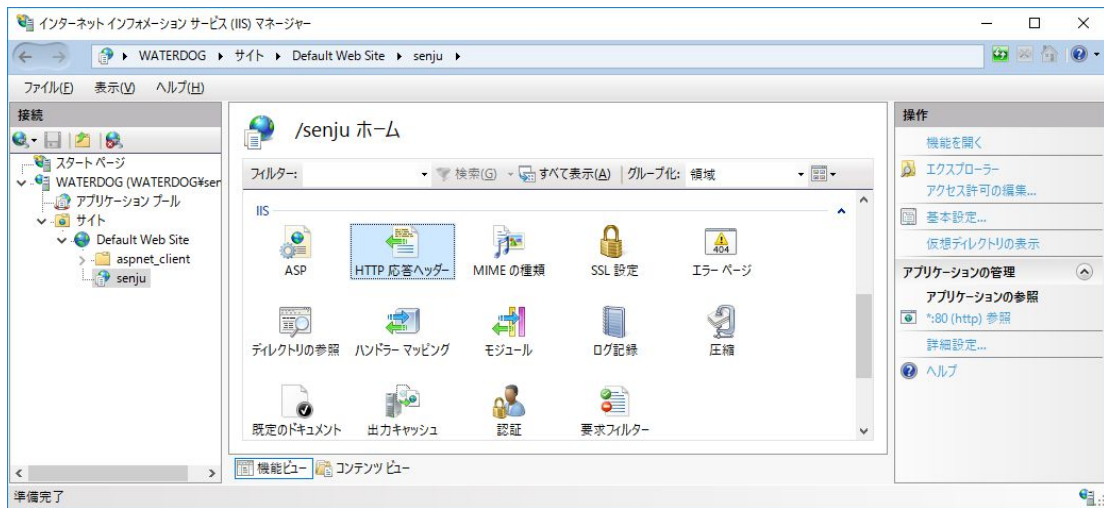 インターネット インフォメーション サービス (IIS) マネージャー
WATERDOG ▸ サイト ▸ Default Web Site ▸ senju ▸
ファイル(F) 表示(V) ヘルプ(H)
接続
スタート ページ
WATERDOG (WATERDOG¥ser
アプリケーション プール
サイト
Default Web Site
aspnet_client
senju
/senju ホーム
フィルター: 検索(G) すべて表示(A) グループ化: 領域
IIS
ASP HTTP 応答ヘッダー MIME の種類 SSL 設定 エラー ページ
404
ディレクトリの参照 ハンドラー マッピング モジュール ログ記録 圧縮
既定のドキュメント 出力キャッシュ 認証 要求フィルター
機能ビュー コンテンツ ビュー
操作
機能を開く
エクスプローラー
アクセス許可の編集...
基本設定...
仮想ディレクトリの表示
アプリケーションの管理
アプリケーションの参照
*:80 (http) 参照
詳細設定...
ヘルプ
準備完了